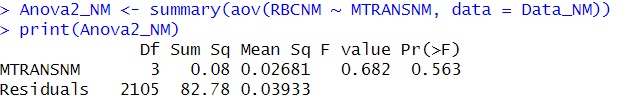 > Anova2_NM <- summary(aov(RBCNM ~ MTRANSNM, data = Data_NM))
> print(Anova2_NM)
Df Sum Sq Mean Sq F value Pr(>F)
MTRANSNM 3 0.08 0.02681 0.682 0.563
Residuals 2105 82.78 0.03933